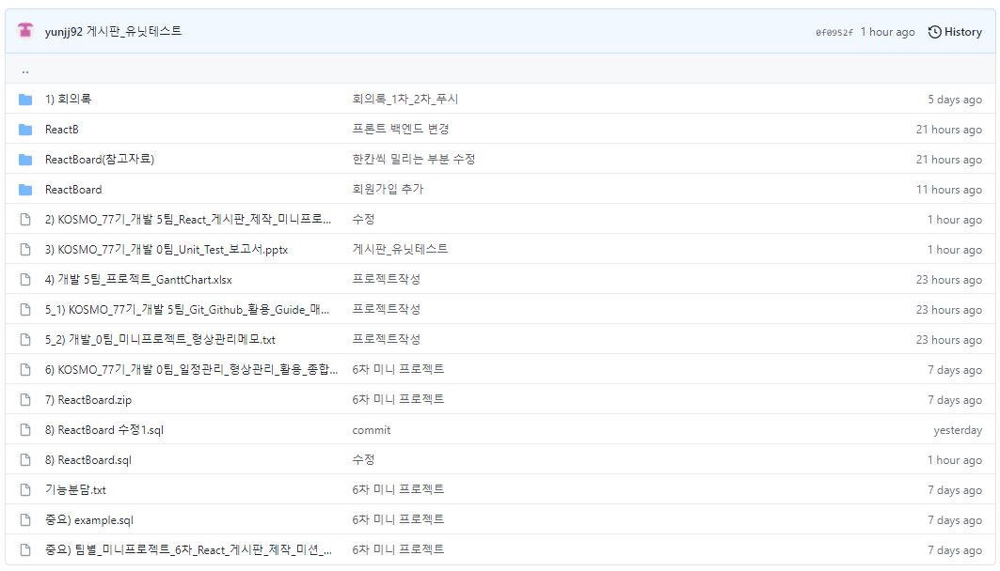 yunjj92 게시판_유닛테스트 0f0952f 1 hour ago History
..
1) 회의록 회의록_1차_2차_푸시 5 days ago
ReactB 프론트 백엔드 변경 21 hours ago
ReactBoard(참고자료) 한칸씩 밀리는 부분 수정 21 hours ago
ReactBoard 회원가입 추가 11 hours ago
2) KOSMO_77기_개발 5팀_React_게시판_제작_미니프로... 수정 1 hour ago
3) KOSMO_77기_개발 0팀_Unit_Test_보고서.pptx 게시판_유닛테스트 1 hour ago
4) 개발 5팀_프로젝트_GanttChart.xlsx 프로젝트작성 23 hours ago
5_1) KOSMO_77기_개발 5팀_Git_Github_활용_Guide_매... 프로젝트작성 23 hours ago
5_2) 개발_0팀_미니프로젝트_형상관리메모.txt 프로젝트작성 23 hours ago
6) KOSMO_77기_개발 0팀_일정관리_형상관리_활용_종합... 6차 미니 프로젝트 7 days ago
7) ReactBoard.zip 6차 미니 프로젝트 7 days ago
8) ReactBoard 수정1.sql commit yesterday
8) ReactBoard.sql 수정 1 hour ago
기능분담.txt 6차 미니 프로젝트 7 days ago
중요) example.sql 6차 미니 프로젝트 7 days ago
중요) 팀별_미니프로젝트_6차_React_게시판_제작_미션_... 6차 미니 프로젝트 7 days ago